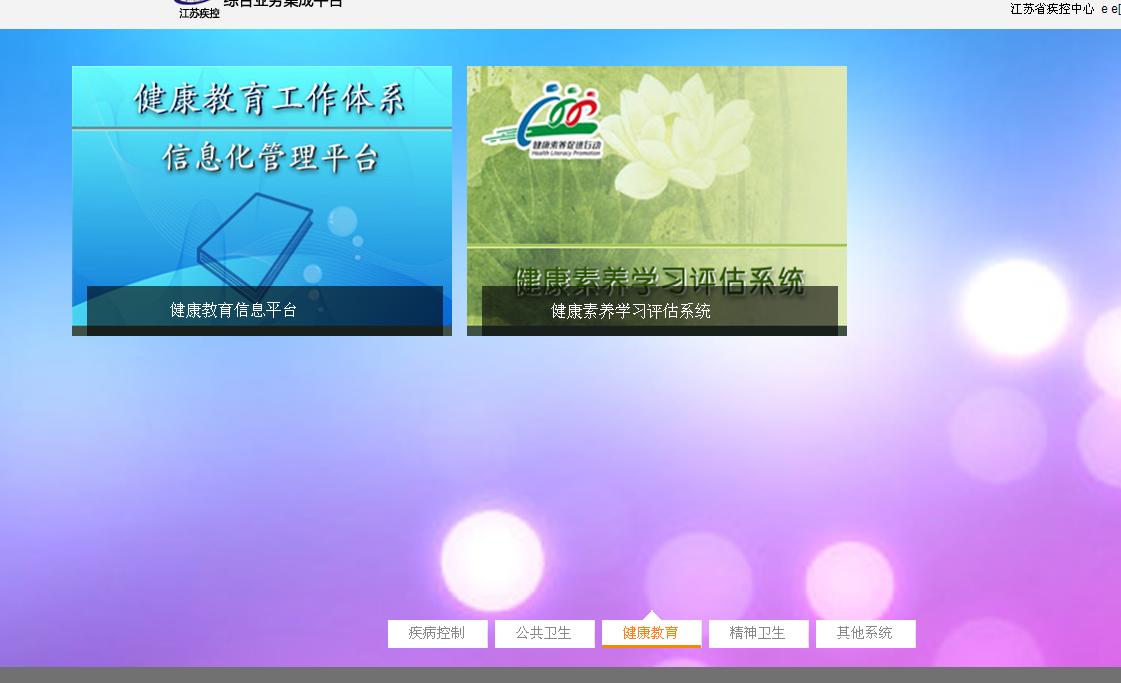 综合业务集成平台
江苏疾控
江苏省疾控中心 e e[
健康教育工作体系
信息化管理平台
健康教育信息平台
健康素养促进行动
Health Literacy Promotion
健康素养学习评估系统
健康素养学习评估系统
疾病控制
公共卫生
健康教育
精神卫生
其他系统